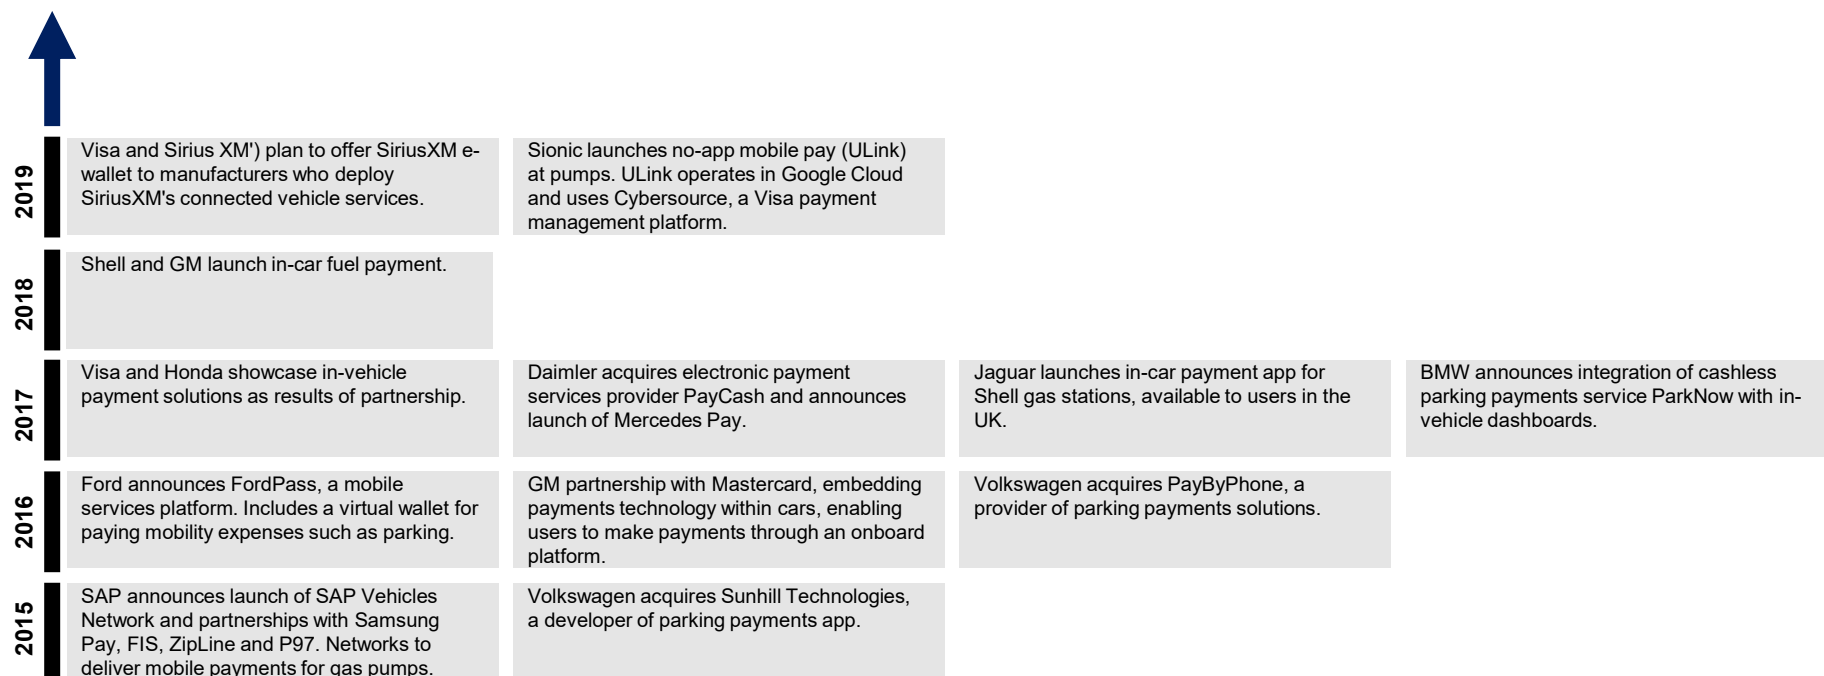 2019
Visa and Sirius XM') plan to offer SiriusXM e-
wallet to manufacturers who deploy
SiriusXM's connected vehicle services.
Sionic launches no-app mobile pay (ULink)
at pumps. ULink operates in Google Cloud
and uses Cybersource, a Visa payment
management platform.
2018
Shell and GM launch in-car fuel payment.
2017
Visa and Honda showcase in-vehicle
payment solutions as results of partnership.
Daimler acquires electronic payment
services provider PayCash and announces
launch of Mercedes Pay.
Jaguar launches in-car payment app for
Shell gas stations, available to users in the
UK.
BMW announces integration of cashless
parking payments service ParkNow with in-
vehicle dashboards.
2016
Ford announces FordPass, a mobile
services platform. Includes a virtual wallet for
paying mobility expenses such as parking.
GM partnership with Mastercard, embedding
payments technology within cars, enabling
users to make payments through an onboard
platform.
Volkswagen acquires PayByPhone, a
provider of parking payments solutions.
2015
SAP announces launch of SAP Vehicles
Network and partnerships with Samsung
Pay, FIS, ZipLine and P97. Networks to
deliver mobile payments for gas pumps.
Volkswagen acquires Sunhill Technologies,
a developer of parking payments app.